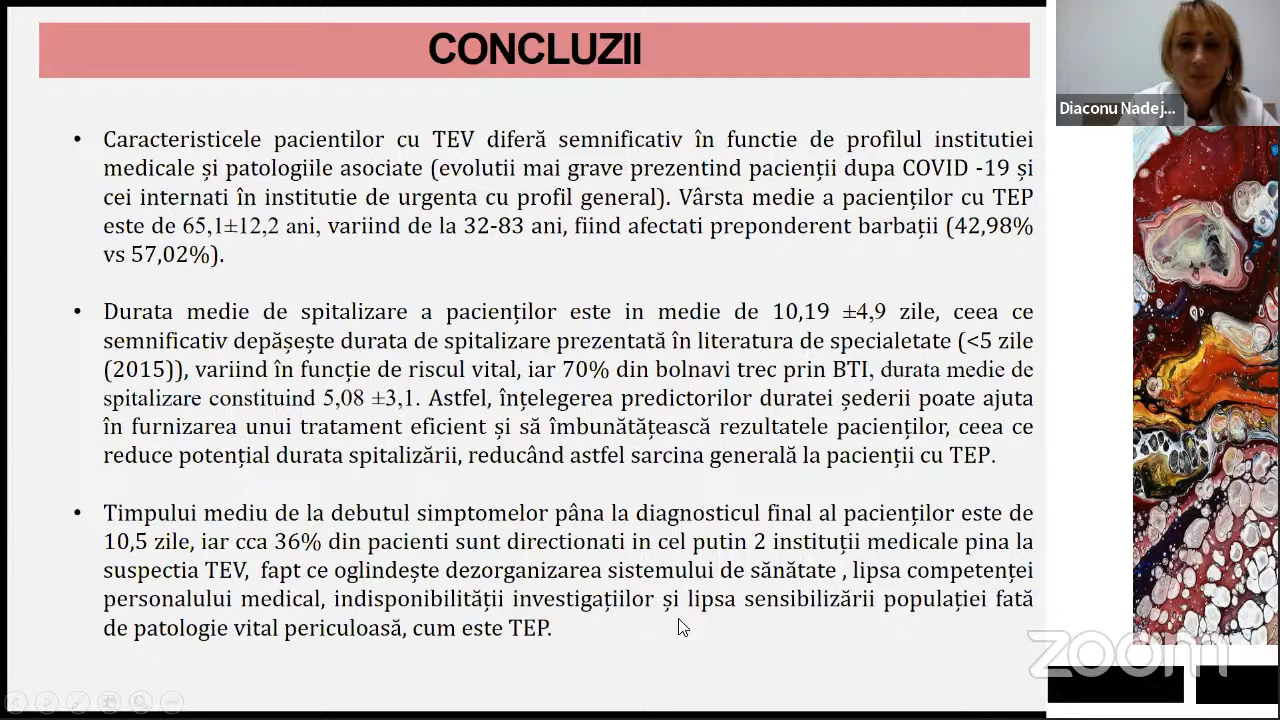 CONCLUZII
• Caracteristicele pacientilor cu TEV diferă semnificativ în functie de profilul institutiei
medicale și patologiile asociate (evolutii mai grave prezentind pacienții dupa COVID -19 și
cei internati în institutie de urgenta cu profil general). Vârsta medie a pacienților cu TEP
este de 65,1±12,2 ani, variind de la 32-83 ani, fiind afectati preponderent barbații (42,98%
vs 57,02%).
• Durata medie de spitalizare a pacienților este in medie de 10,19 ±4,9 zile, ceea ce
semnificativ depășește durata de spitalizare prezentată în literatura de specialetate (<5 zile
(2015)), variind în funcție de riscul vital, iar 70% din bolnavi trec prin BTI, durata medie de
spitalizare constituind 5,08 ±3,1. Astfel, înțelegerea predictorilor duratei șederii poate ajuta
în furnizarea unui tratament eficient și să îmbunătățească rezultatele pacienților, ceea ce
reduce potențial durata spitalizării, reducând astfel sarcina generală la pacienții cu TEP.
• Timpului mediu de la debutul simptomelor pâna la diagnosticul final al pacienților este de
10,5 zile, iar cca 36% din pacienti sunt directionati in cel putin 2 instituții medicale pina la
suspectia TEV, fapt ce oglindește dezorganizarea sistemului de sănătate , lipsa competenței
personalului medical, indisponibilității investigațiilor și lipsa sensibilizării populației fată
de patologie vital periculoasă, cum este TEP.
Diaconu Nadej...
zoom